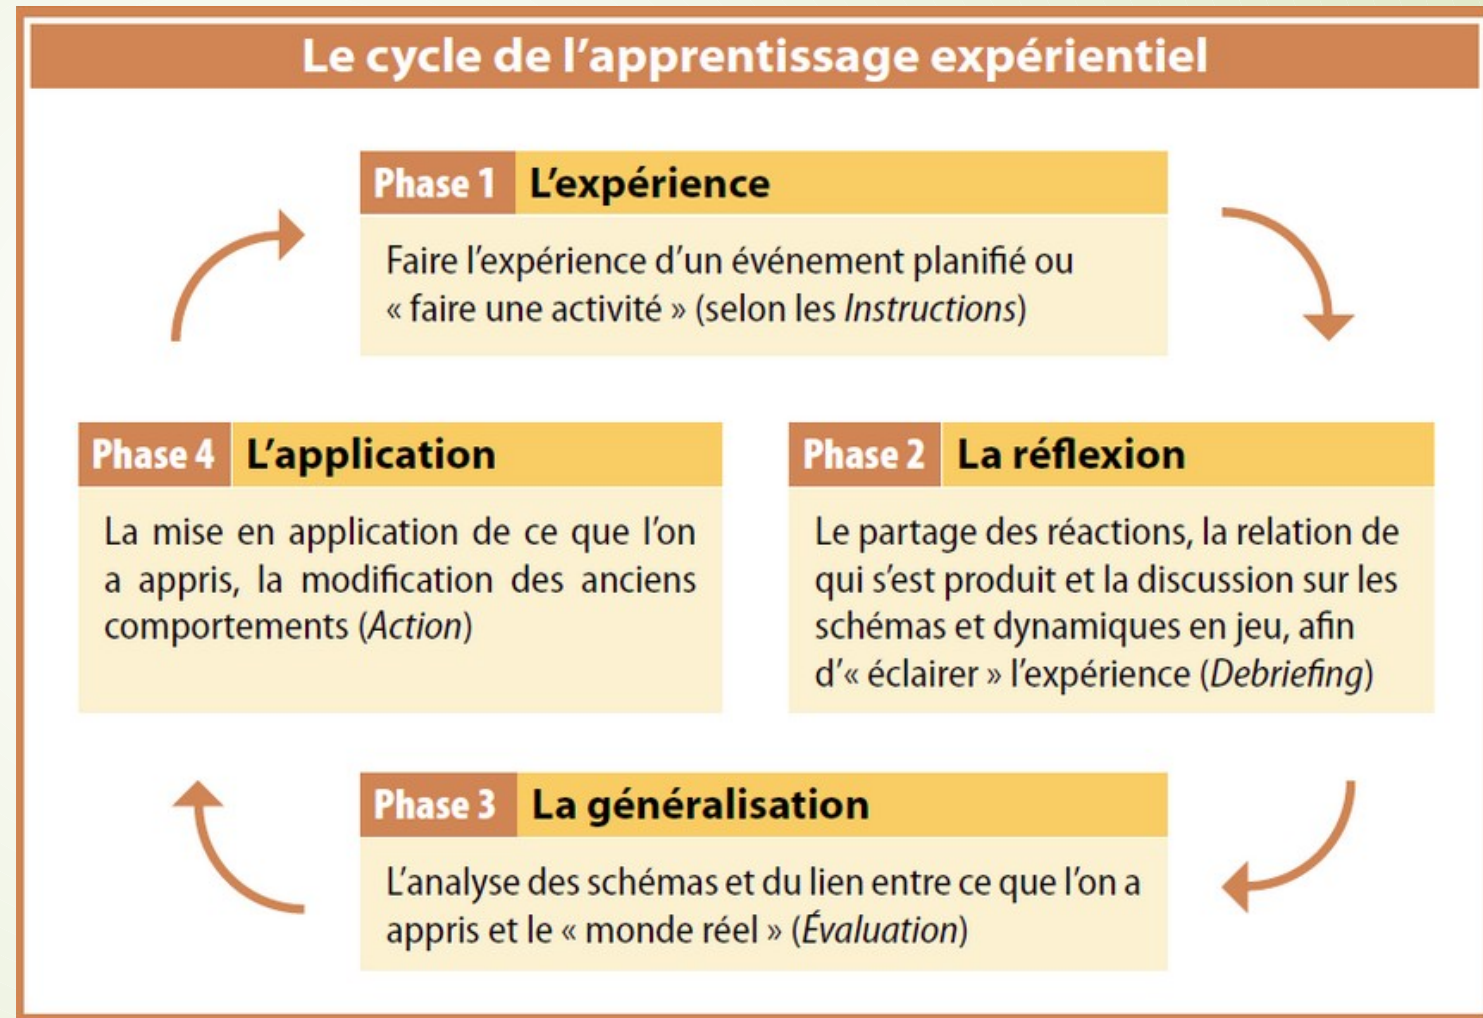 Le cycle de l’apprentissage expérientiel
Phase 1 L’expérience
Faire l’expérience d’un événement planifié ou
« faire une activité » (selon les Instructions)
Phase 2 La réflexion
Le partage des réactions, la relation de
qui s’est produit et la discussion sur les
schémas et dynamiques en jeu, afin
d’« éclairer » l’expérience (Debriefing)
Phase 3 La généralisation
L’analyse des schémas et du lien entre ce que l’on a
appris et le « monde réel » (Évaluation)
Phase 4 L’application
La mise en application de ce que l’on
a appris, la modification des anciens
comportements (Action)